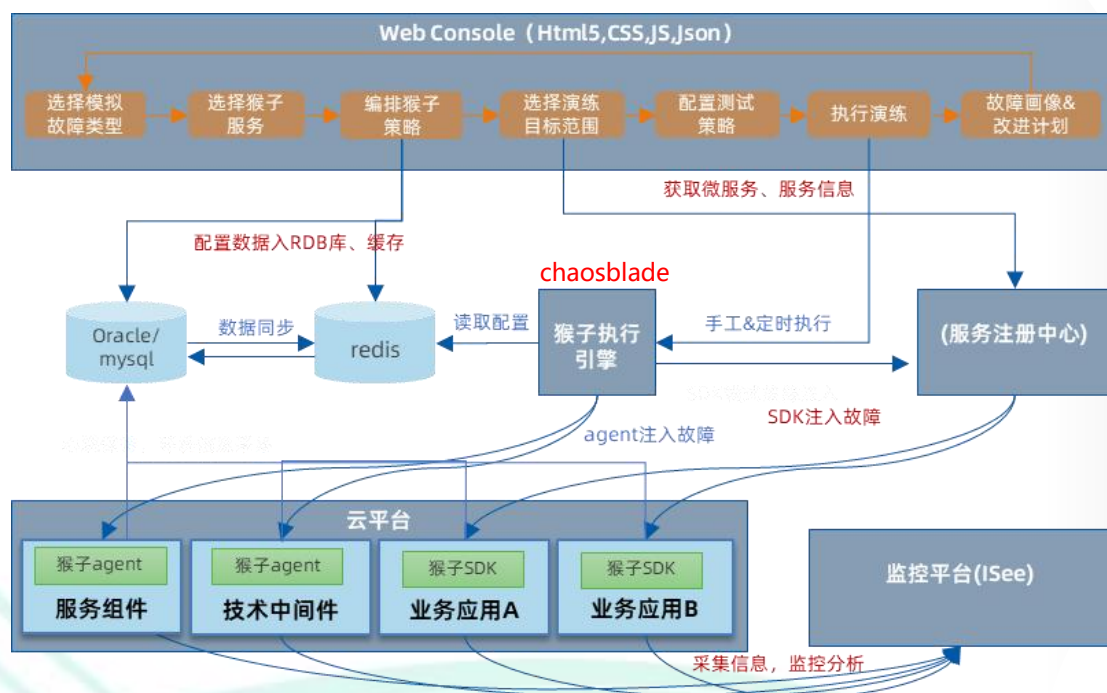 Web Console（Html5,CSS,JS,Json）
选择模拟
故障类型
选择猴子
服务
编排猴子
策略
选择演练
目标范围
配置测试
策略
执行演练
故障画像&
改进计划
获取微服务、服务信息
配置数据入RDB库、缓存
chaosblade
Oracle/
mysql
数据同步
redis
读取配置
猴子执行
引擎
手工&定时执行
(服务注册中心)
SDK注入故障
agent注入故障
云平台
猴子agent
服务组件
猴子agent
技术中间件
猴子SDK
业务应用A
猴子SDK
业务应用B
监控平台(ISee)
采集信息，监控分析